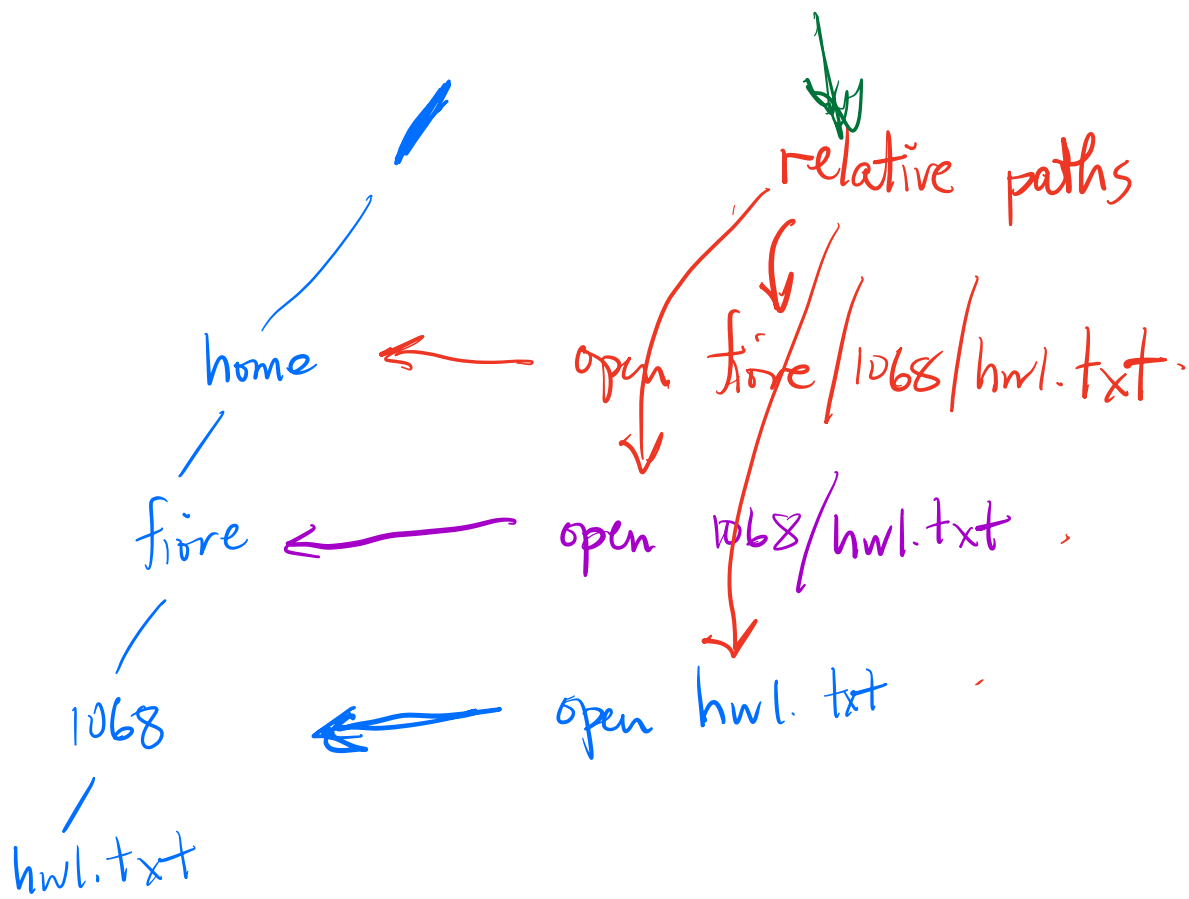 /
relative paths
home open fiore/1068/hw1.txt
fiore open 1068/hw1.txt
1068 open hw1.txt
hw1.txt